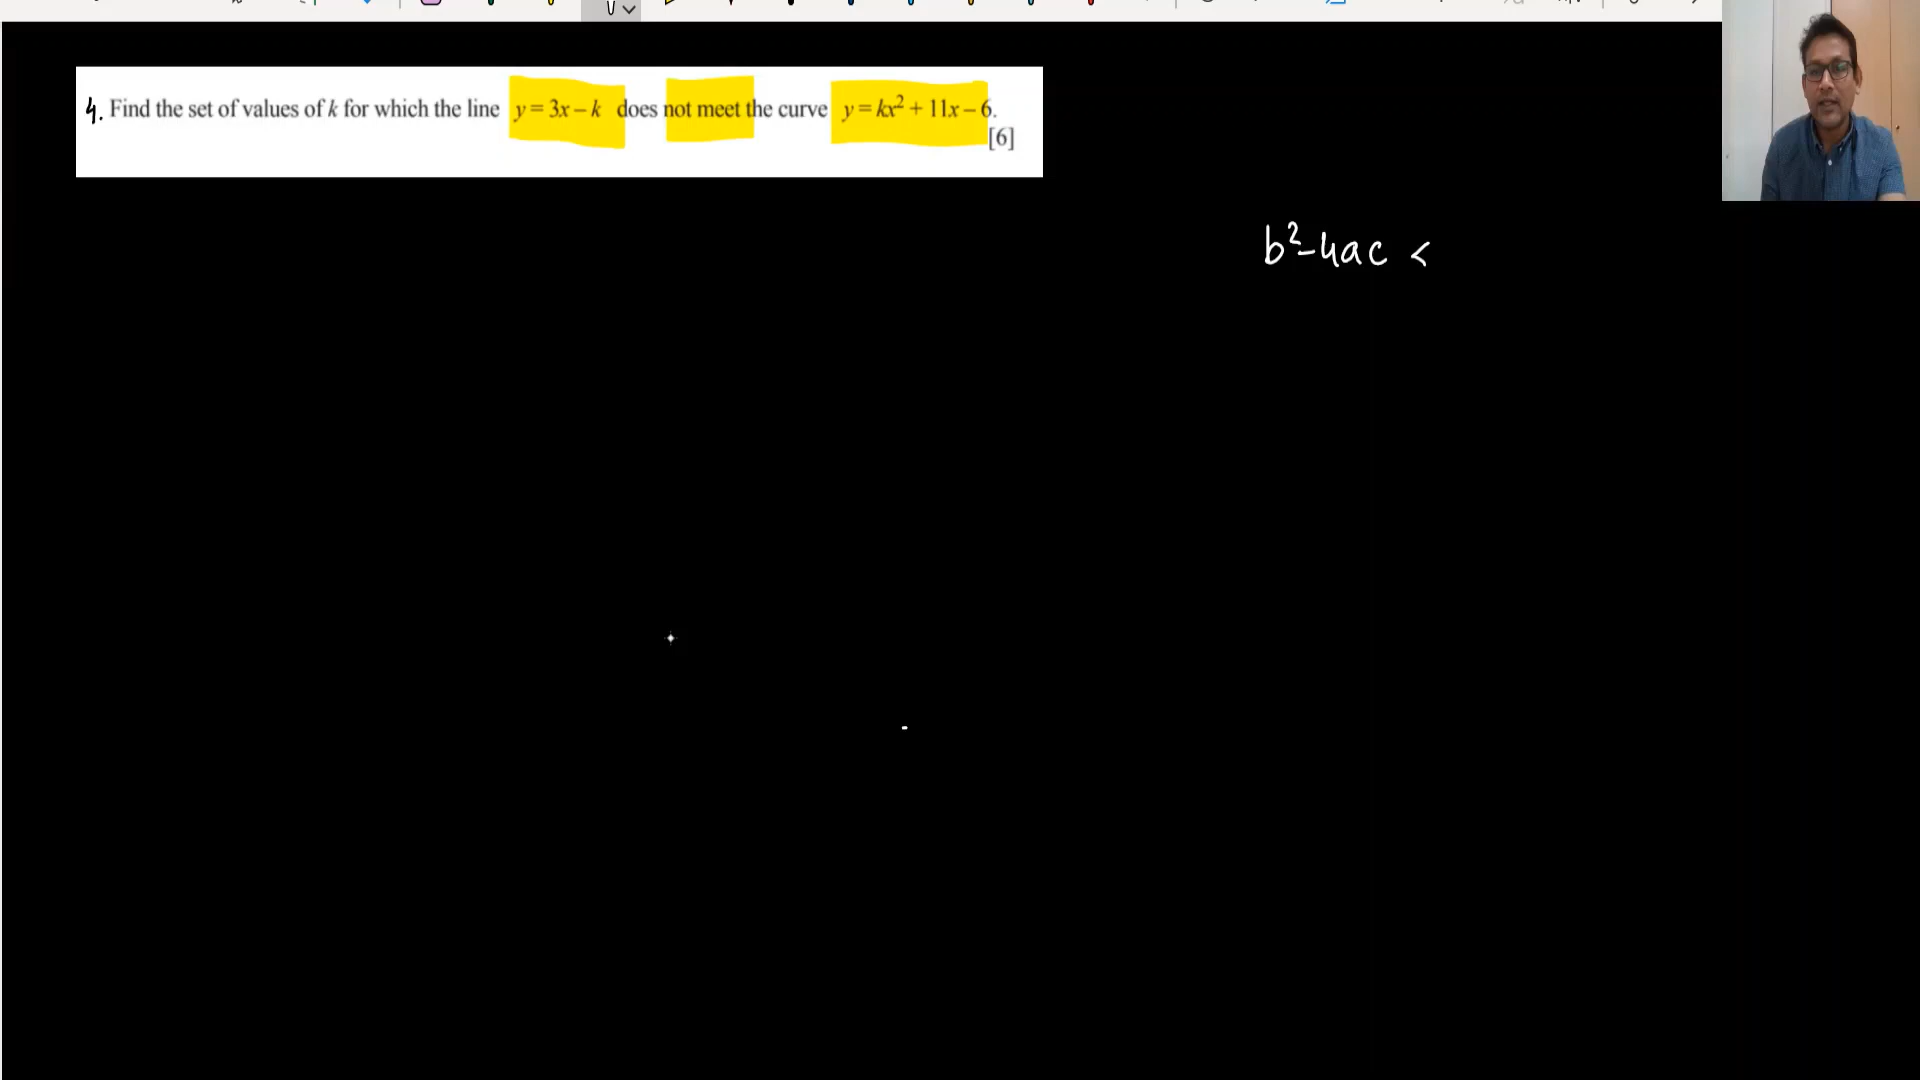 4. Find the set of values of k for which the line y = 3x – k does not meet the curve y = kx² + 11x – 6.
[6]
b² – 4ac <